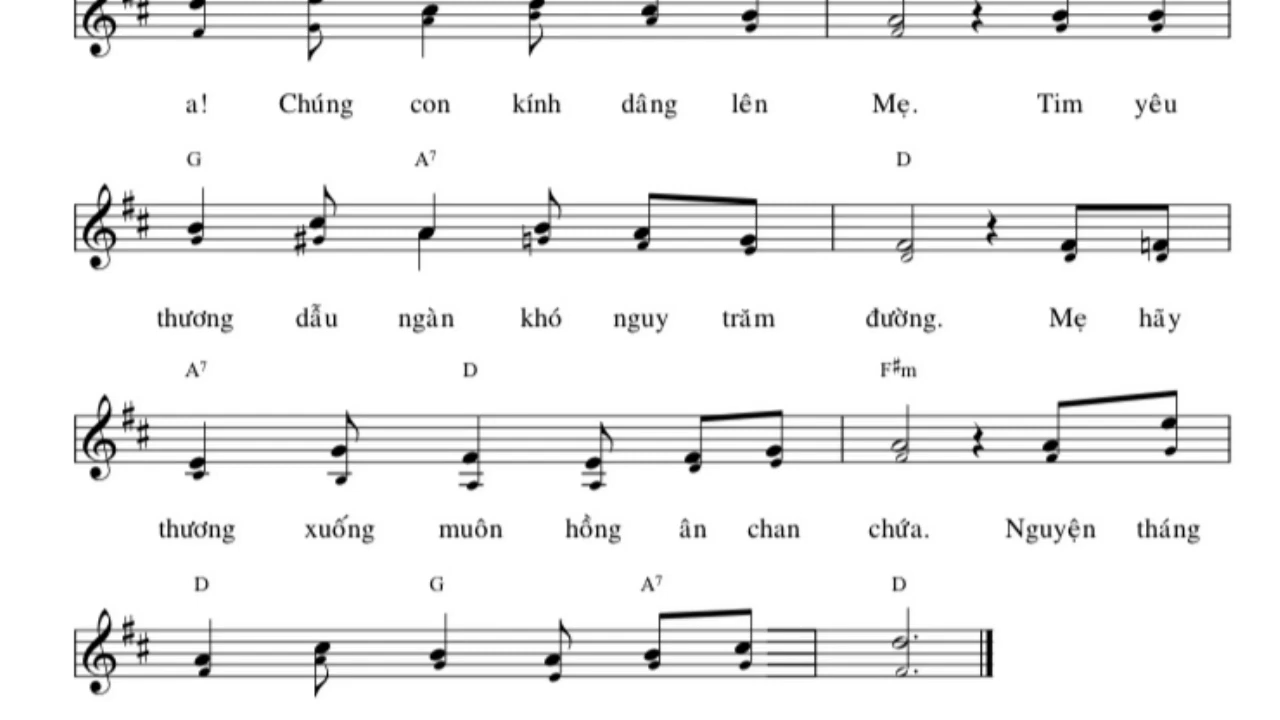 a! Chúng con kính dâng lên Mẹ. Tim yêu
G A7 D
thương dẫu ngàn khó nguy trăm đường. Mẹ hãy
A7 D F#m
thương xuống muôn hồng ân chan chứa. Nguyện tháng
D G A7 D